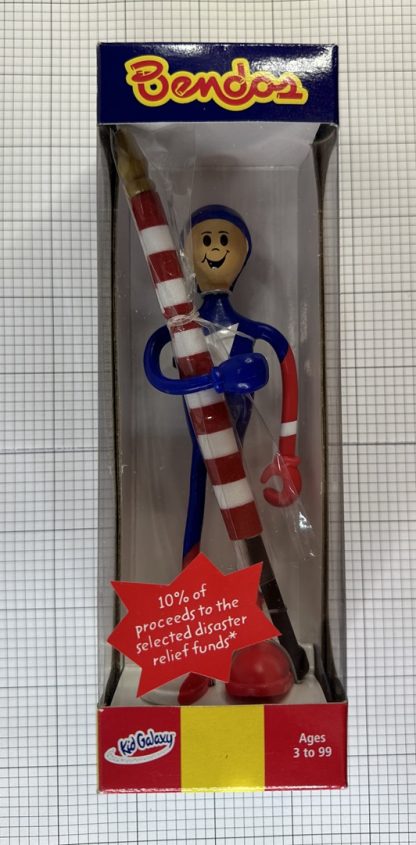 Bendos
10% of
proceeds to the
selected disaster
relief funds*
Kid Galaxy
Ages
3 to 99